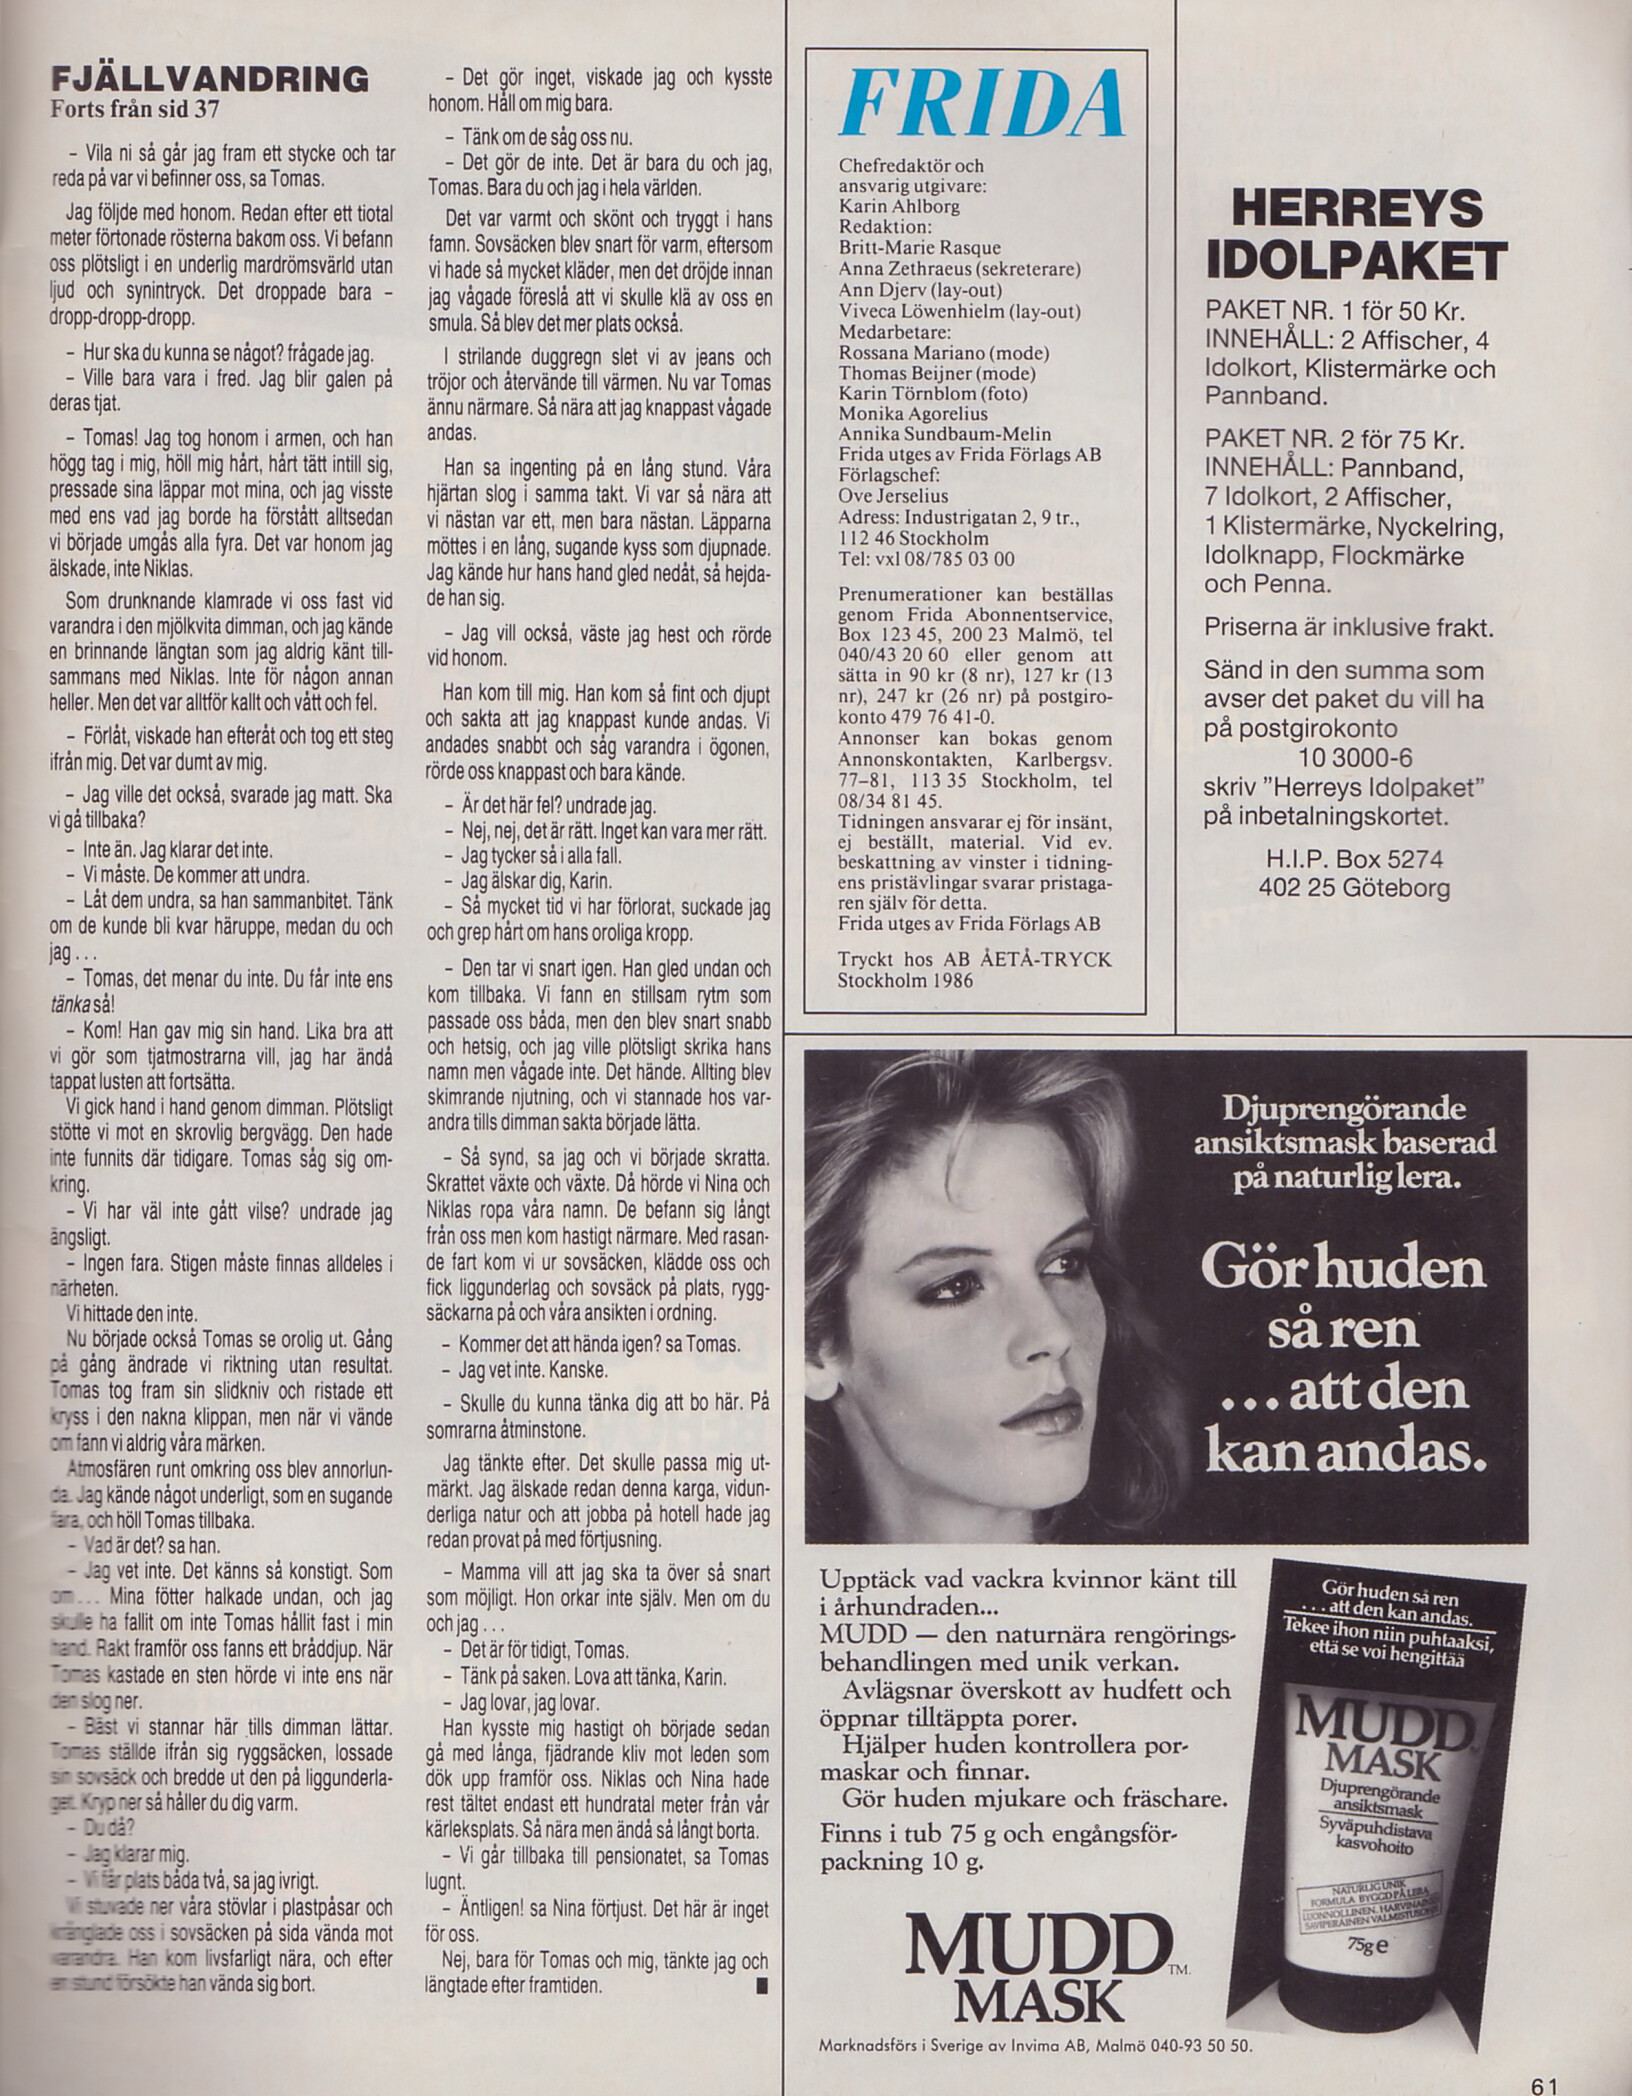 FJÄLLVANDRING
Forts från sid 37
– Vila ni så går jag fram ett stycke och tar
reda på var vi befinner oss, sa Tomas.
Jag följde med honom. Redan efter ett tiotal
meter förtonade rösterna bakom oss. Vi befann
oss plötsligt i en underlig mardrömsvärld utan
ljud och synintryck. Det droppade bara –
dropp-dropp-dropp.
– Hur ska du kunna se något? frågade jag.
– Ville bara vara i fred. Jag blir galen på
deras tjat.
– Tomas! Jag tog honom i armen, och han
högg tag i mig, höll mig hårt, hårt tätt intill sig,
pressade sina läppar mot mina, och jag visste
med ens vad jag borde ha förstått alltsedan
vi började umgås alla fyra. Det var honom jag
älskade, inte Niklas.
Som drunknande klamrade vi oss fast vid
varandra i den mjölkvita dimman, och jag kände
en brinnande längtan som jag aldrig känt till-
sammans med Niklas. Inte för någon annan
heller. Men det var alltför kallt och vått och fel.
– Förlåt, viskade han efteråt och tog ett steg
ifrån mig. Det var dumt av mig.
– Jag ville det också, svarade jag matt. Ska
vi gå tillbaka?
– Inte än. Jag klarar det inte.
– Vi måste. De kommer att undra.
– Låt dem undra, sa han sammanbitet. Tänk
om de kunde bli kvar häruppe, medan du och
jag . . .
– Tomas, det menar du inte. Du får inte ens
tänka så!
– Kom! Han gav mig sin hand. Lika bra att
vi gör som tjatmostrarna vill, jag har ändå
tappat lusten att fortsätta.
Vi gick hand i hand genom dimman. Plötsligt
stötte vi mot en skrovlig bergvägg. Den hade
inte funnits där tidigare. Tomas såg sig om-
kring.
– Vi har väl inte gått vilse? undrade jag
ängsligt.
– Ingen fara. Stigen måste finnas alldeles i
närheten.
Vi hittade den inte.
Nu började också Tomas se orolig ut. Gång
på gång ändrade vi riktning utan resultat.
Tomas tog fram sin slidkniv och ristade ett
kryss i den nakna klippan, men när vi vände
om fann vi aldrig våra märken.
Atmosfären runt omkring oss blev annorlun-
da. Jag kände något underligt, som en sugande
fara, och höll Tomas tillbaka.
– Vad är det? sa han.
– Jag vet inte. Det känns så konstigt. Som
om . . . Mina fötter halkade undan, och jag
skulle ha fallit om inte Tomas hållit fast i min
hand. Rakt framför oss fanns ett bråddjup. När
Tomas kastade en sten hörde vi inte ens när
den slog ner.
– Bäst vi stannar här tills dimman lättar.
Tomas ställde ifrån sig ryggsäcken, lossade
sin sovsäck och bredde ut den på liggunderla-
get. Kryp ner så håller du dig varm.
– Du då?
– Jag klarar mig.
– Vi får plats båda två, sa jag ivrigt.
Vi stuvade ner våra stövlar i plastpåsar och
krånglade oss i sovsäcken på sida vända mot
varandra. Han kom livsfarligt nära, och efter
en stund försökte han vända sig bort.
– Det gör inget, viskade jag och kysste
honom. Håll om mig bara.
– Tänk om de såg oss nu.
– Det gör de inte. Det är bara du och jag,
Tomas. Bara du och jag i hela världen.
Det var varmt och skönt och tryggt i hans
famn. Sovsäcken blev snart för varm, eftersom
vi hade så mycket kläder, men det dröjde innan
jag vågade föreslå att vi skulle klä av oss en
smula. Så blev det mer plats också.
I strilande duggregn slet vi av jeans och
tröjor och återvände till värmen. Nu var Tomas
ännu närmare. Så nära att jag knappast vågade
andas.
Han sa ingenting på en lång stund. Våra
hjärtan slog i samma takt. Vi var så nära att
vi nästan var ett, men bara nästan. Läpparna
möttes i en lång, sugande kyss som djupnade.
Jag kände hur hans hand gled nedåt, så hejda-
de han sig.
– Jag vill också, väste jag hest och rörde
vid honom.
Han kom till mig. Han kom så fint och djupt
och sakta att jag knappast kunde andas. Vi
andades snabbt och såg varandra i ögonen,
rörde oss knappast och bara kände.
– Är det här fel? undrade jag.
– Nej, nej, det är rätt. Inget kan vara mer rätt.
– Jag tycker så i alla fall.
– Jag älskar dig, Karin.
– Så mycket tid vi har förlorat, suckade jag
och grep hårt om hans oroliga kropp.
– Den tar vi snart igen. Han gled undan och
kom tillbaka. Vi fann en stillsam rytm som
passade oss båda, men den blev snart snabb
och hetsig, och jag ville plötsligt skrika hans
namn men vågade inte. Det hände. Allting blev
skimrande njutning, och vi stannade hos var-
andra tills dimman sakta började lätta.
– Så synd, sa jag och vi började skratta.
Skrattet växte och växte. Då hörde vi Nina och
Niklas ropa våra namn. De befann sig långt
från oss men kom hastigt närmare. Med rasan-
de fart kom vi ur sovsäcken, klädde oss och
fick liggunderlag och sovsäck på plats, rygg-
säckarna på och våra ansikten i ordning.
– Kommer det att hända igen? sa Tomas.
– Jag vet inte. Kanske.
– Skulle du kunna tänka dig att bo här. På
somrarna åtminstone.
Jag tänkte efter. Det skulle passa mig ut-
märkt. Jag älskade redan denna karga, vidun-
derliga natur och att jobba på hotell hade jag
redan provat på med förtjusning.
– Mamma vill att jag ska ta över så snart
som möjligt. Hon orkar inte själv. Men om du
och jag . . .
– Det är för tidigt, Tomas.
– Tänk på saken. Lova att tänka, Karin.
– Jag lovar, jag lovar.
Han kysste mig hastigt oh började sedan
gå med långa, fjädrande kliv mot leden som
dök upp framför oss. Niklas och Nina hade
rest tältet endast ett hundratal meter från vår
kärleksplats. Så nära men ändå så långt borta.
– Vi går tillbaka till pensionatet, sa Tomas
lugnt.
– Äntligen! sa Nina förtjust. Det här är inget
för oss.
Nej, bara för Tomas och mig, tänkte jag och
längtade efter framtiden. ■
FRIDA
Chefredaktör och
ansvarig utgivare:
Karin Ahlborg
Redaktion:
Britt-Marie Rasque
Anna Zethraeus (sekreterare)
Ann Djerv (lay-out)
Viveca Löwenhielm (lay-out)
Medarbetare:
Rossana Mariano (mode)
Thomas Beijner (mode)
Karin Törnblom (foto)
Monika Agorelius
Annika Sundbaum-Melin
Frida utges av Frida Förlags AB
Förlagschef:
Ove Jerselius
Adress: Industrigatan 2, 9 tr.,
112 46 Stockholm
Tel: vxl 08/785 03 00
Prenumerationer kan beställas
genom Frida Abonnentservice,
Box 123 45, 200 23 Malmö, tel
040/43 20 60 eller genom att
sätta in 90 kr (8 nr), 127 kr (13
nr), 247 kr (26 nr) på postgiro-
konto 479 76 41-0.
Annonser kan bokas genom
Annonskontakten, Karlbergsv.
77–81, 113 35 Stockholm, tel
08/34 81 45.
Tidningen ansvarar ej för insänt,
ej beställt, material. Vid ev.
beskattning av vinster i tidning-
ens pristävlingar svarar pristaga-
ren själv för detta.
Frida utges av Frida Förlags AB
Tryckt hos AB ÅETÅ-TRYCK
Stockholm 1986
HERREYS
IDOLPAKET
PAKET NR. 1 för 50 Kr.
INNEHÅLL: 2 Affischer, 4
Idolkort, Klistermärke och
Pannband.
PAKET NR. 2 för 75 Kr.
INNEHÅLL: Pannband,
7 Idolkort, 2 Affischer,
1 Klistermärke, Nyckelring,
Idolknapp, Flockmärke
och Penna.
Priserna är inklusive frakt.
Sänd in den summa som
avser det paket du vill ha
på postgirokonto
10 3000-6
skriv ”Herreys Idolpaket”
på inbetalningskortet.
H.I.P. Box 5274
402 25 Göteborg
Djuprengörande
ansiktsmask baserad
på naturlig lera.
Gör huden
så ren
...att den
kan andas.
Upptäck vad vackra kvinnor känt till
i århundraden...
MUDD — den naturnära rengörings-
behandlingen med unik verkan.
Avlägsnar överskott av hudfett och
öppnar tilltäppta porer.
Hjälper huden kontrollera por-
maskar och finnar.
Gör huden mjukare och fräschare.
Finns i tub 75 g och engångsför-
packning 10 g.
MUDD
MASK TM.
Marknadsförs i Sverige av Invima AB, Malmö 040-93 50 50.
Gör huden så ren
...att den kan andas.
Tekee ihon niin puhtaaksi,
että se voi hengittää
MUDD
MASK
Djuprengörande
ansiktsmask
Syväpuhdistava
kasvohoito
NATURLIG UNIK
FORMULA BYGGD PÅ LERA
LUONNOLLINEN, HARVINAINEN
SAVIPERÄINEN VALMISTUS
75g e
61